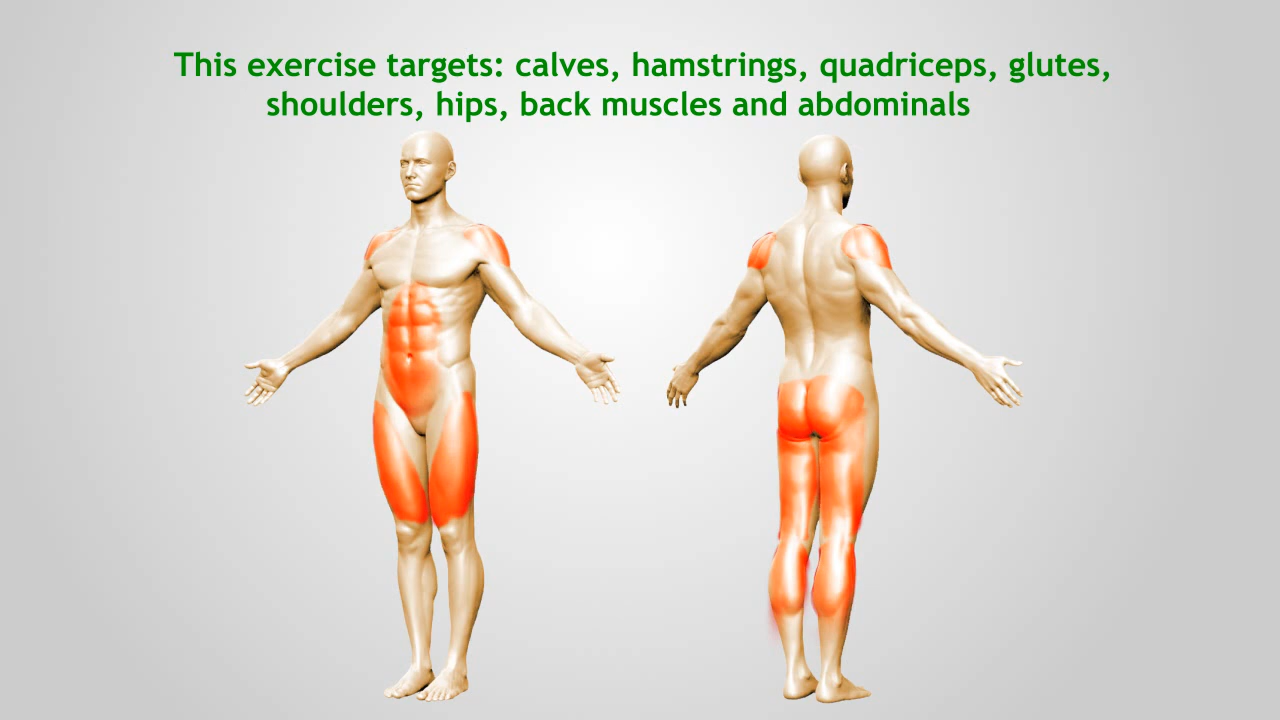 This exercise targets: calves, hamstrings, quadriceps, glutes,
shoulders, hips, back muscles and abdominals